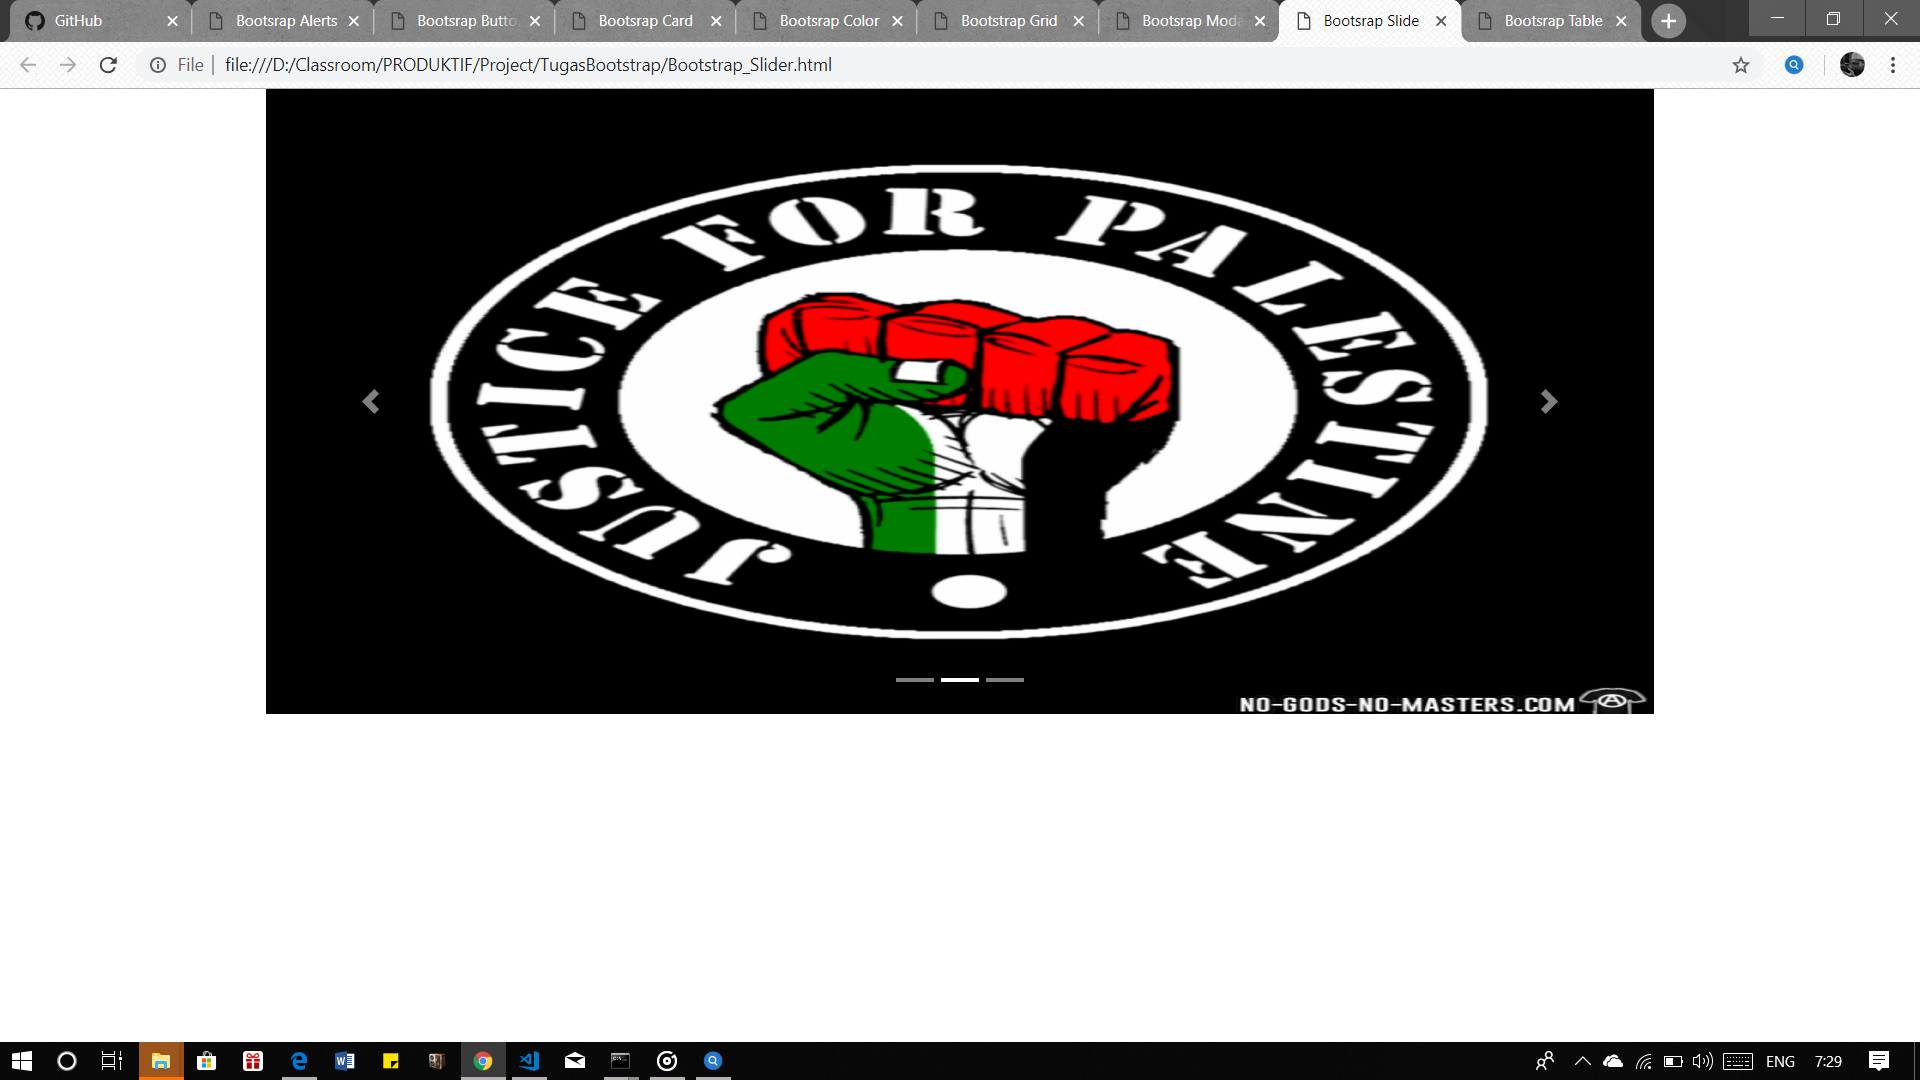 GitHub
Bootsrap Alerts
Bootsrap Butto
Bootsrap Card
Bootsrap Color
Bootstrap Grid
Bootsrap Moda
Bootsrap Slide
Bootsrap Table
File
file:///D:/Classroom/PRODUKTIF/Project/TugasBootstrap/Bootstrap_Slider.html
JUSTICE FOR PALESTINE
NO-GODS-NO-MASTERS.COM
ENG
7:29